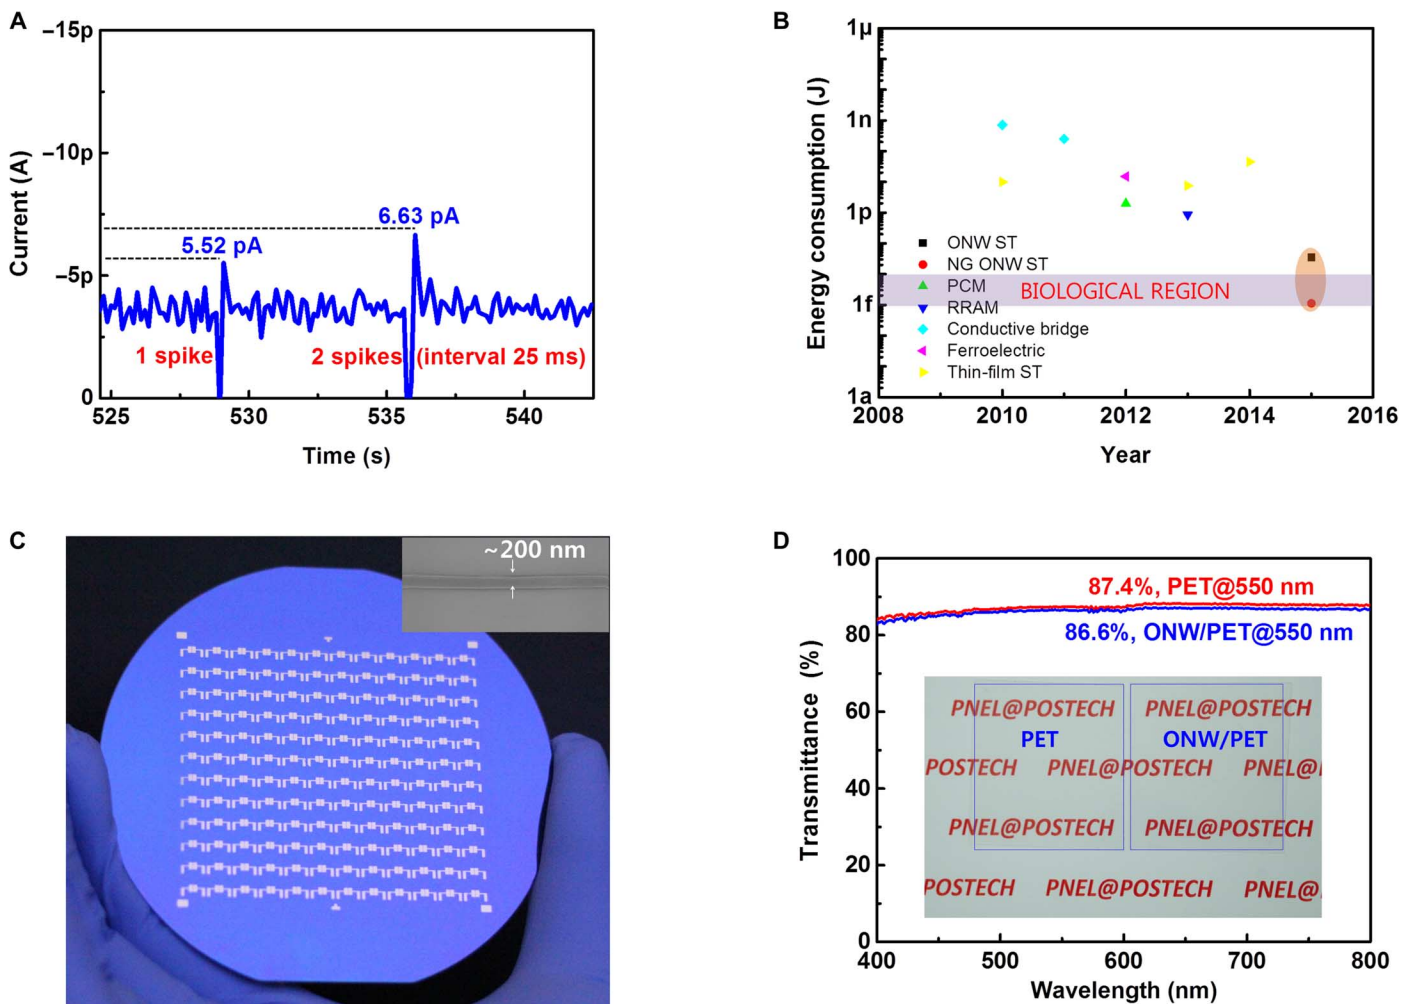 A
–15p
–10p
–5p
0
Current (A)
6.63 pA
5.52 pA
1 spike
2 spikes (interval 25 ms)
525
530
535
540
Time (s)
B
1μ
1n
1p
1f
1a
Energy consumption (J)
ONW ST
NG ONW ST
PCM
RRAM
Conductive bridge
Ferroelectric
Thin-film ST
BIOLOGICAL REGION
2008
2010
2012
2014
2016
Year
C
~200 nm
D
100
80
60
40
20
0
Transmittance (%)
87.4%, PET@550 nm
86.6%, ONW/PET@550 nm
PNEL@POSTECH PNEL@POSTECH
PET ONW/PET
POSTECH PNEL@POSTECH PNEL@
PNEL@POSTECH PNEL@POSTECH
POSTECH PNEL@POSTECH PNEL@
400
500
600
700
800
Wavelength (nm)